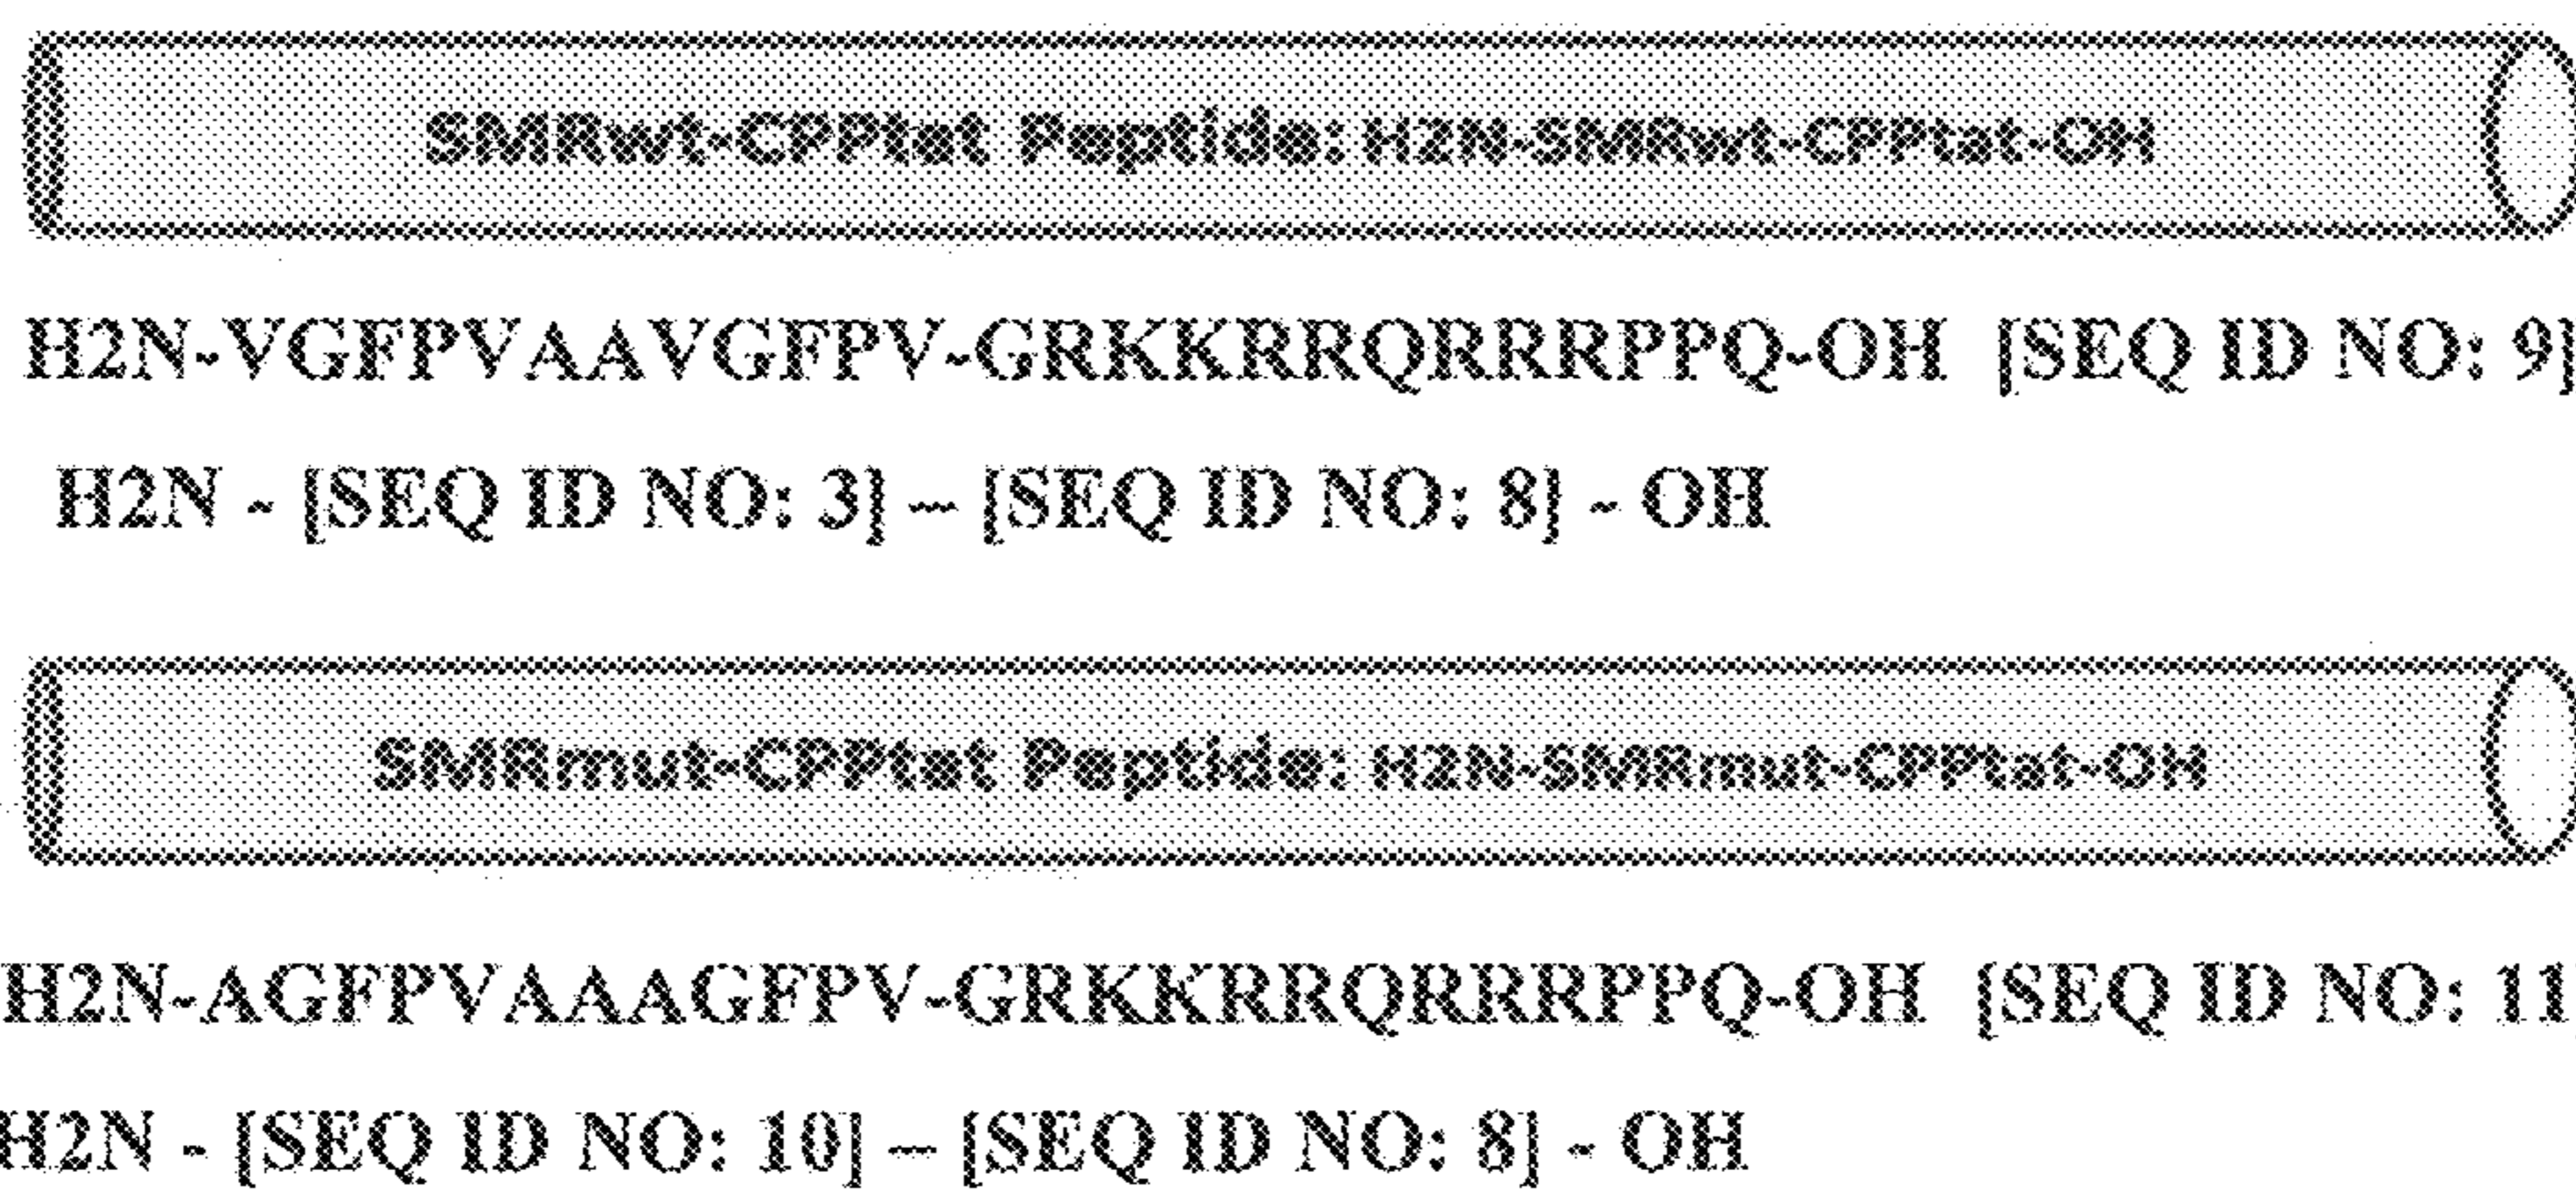 SMRwt-CPPtat Peptide: H2N-SMRwt-CPPtat-OH
H2N-VGFPVAAVGFPV-GRKKRRQRRRPPQ-OH [SEQ ID NO: 9]
H2N - [SEQ ID NO: 3] – [SEQ ID NO: 8] - OH
SMRmut-CPPtat Peptide: H2N-SMRmut-CPPtat-OH
H2N-AGFPVAAAGFPV-GRKKRRQRRRPPQ-OH [SEQ ID NO: 11
H2N - [SEQ ID NO: 10] – [SEQ ID NO: 8] - OH